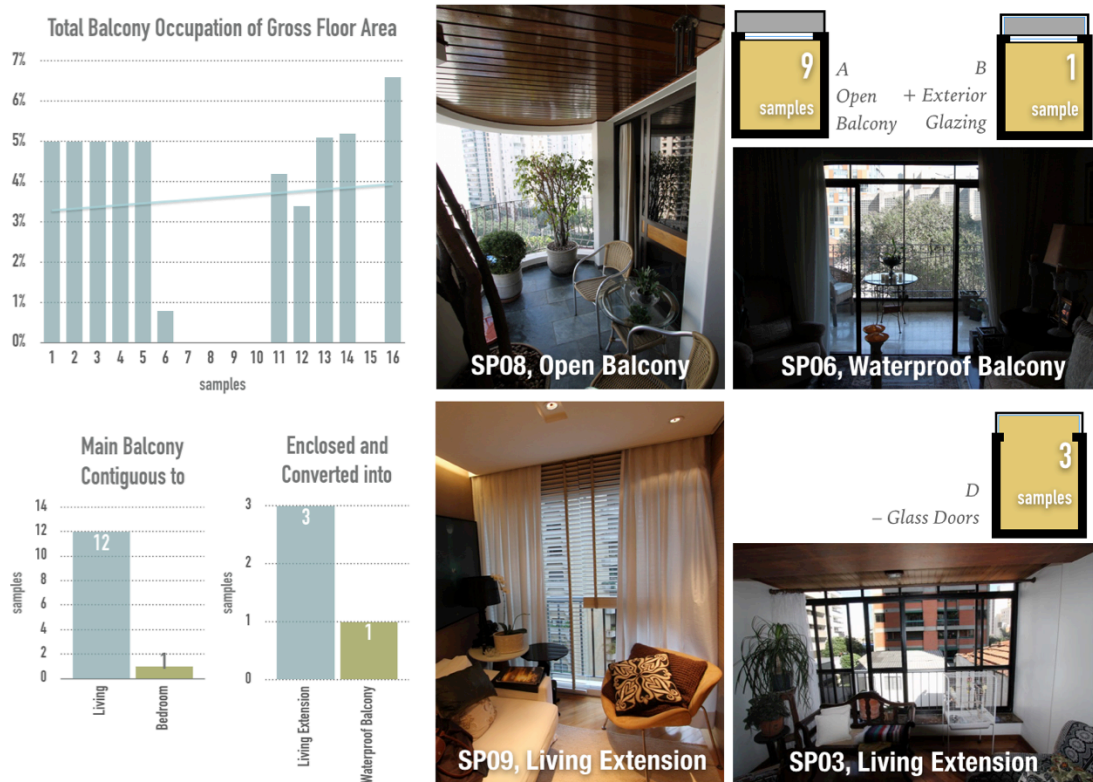 Total Balcony Occupation of Gross Floor Area
7%
6%
5%
4%
3%
2%
1%
0%
1 2 3 4 5 6 7 8 9 10 11 12 13 14 15 16
samples
SP08, Open Balcony
9
samples
A
Open
Balcony
B
+ Exterior
Glazing
1
sample
SP06, Waterproof Balcony
Main Balcony
Contiguous to
14
12
10
8
6
4
2
0
samples
12
1
Living
Bedroom
Enclosed and
Converted into
3
2
1
0
samples
3
1
Living Extension
Waterproof Balcony
SP09, Living Extension
3
samples
D
– Glass Doors
SP03, Living Extension